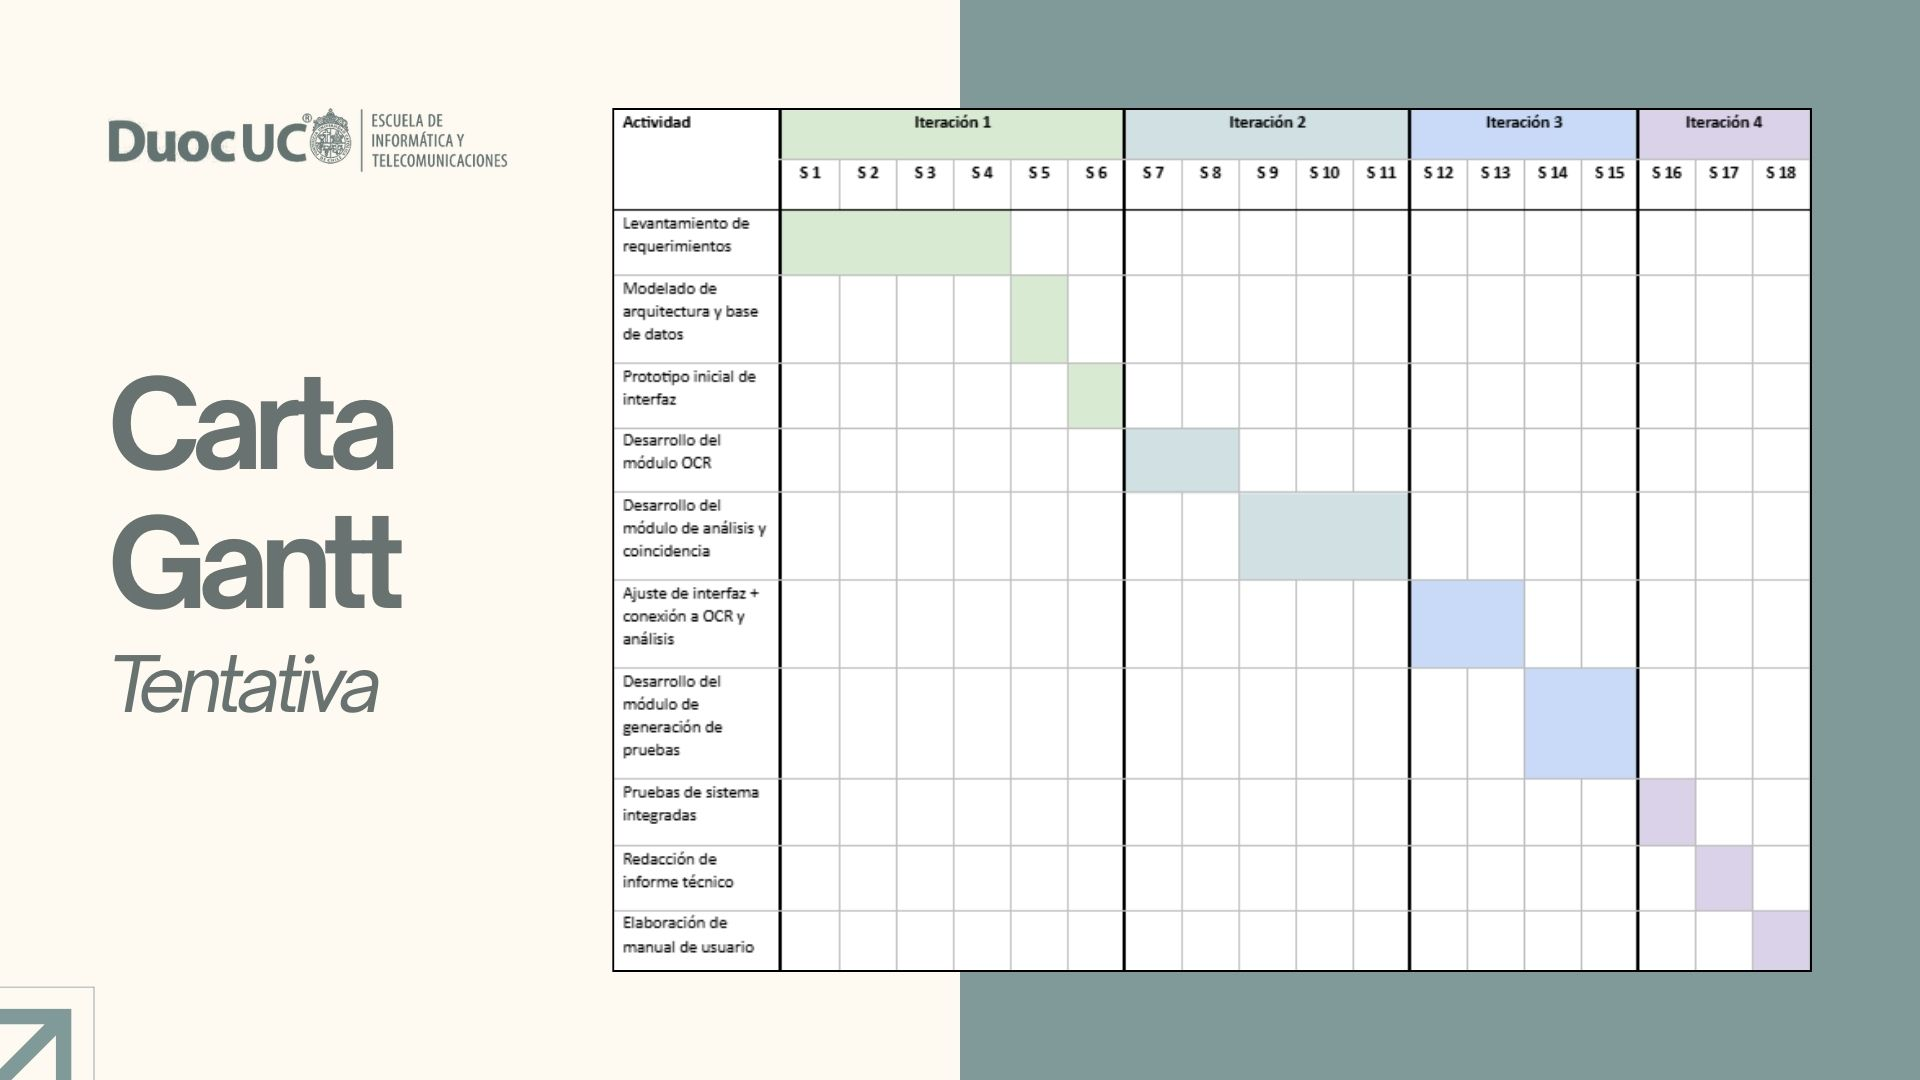 DuocUC®
ESCUELA DE
INFORMÁTICA Y
TELECOMUNICACIONES
Carta
Gantt
Tentativa
Actividad Iteración 1 Iteración 2 Iteración 3 Iteración 4
S 1 S 2 S 3 S 4 S 5 S 6 S 7 S 8 S 9 S 10 S 11 S 12 S 13 S 14 S 15 S 16 S 17 S 18
Levantamiento de
requerimientos
Modelado de
arquitectura y base
de datos
Prototipo inicial de
interfaz
Desarrollo del
módulo OCR
Desarrollo del
módulo de análisis y
coincidencia
Ajuste de interfaz +
conexión a OCR y
análisis
Desarrollo del
módulo de
generación de
pruebas
Pruebas de sistema
integradas
Redacción de
informe técnico
Elaboración de
manual de usuario